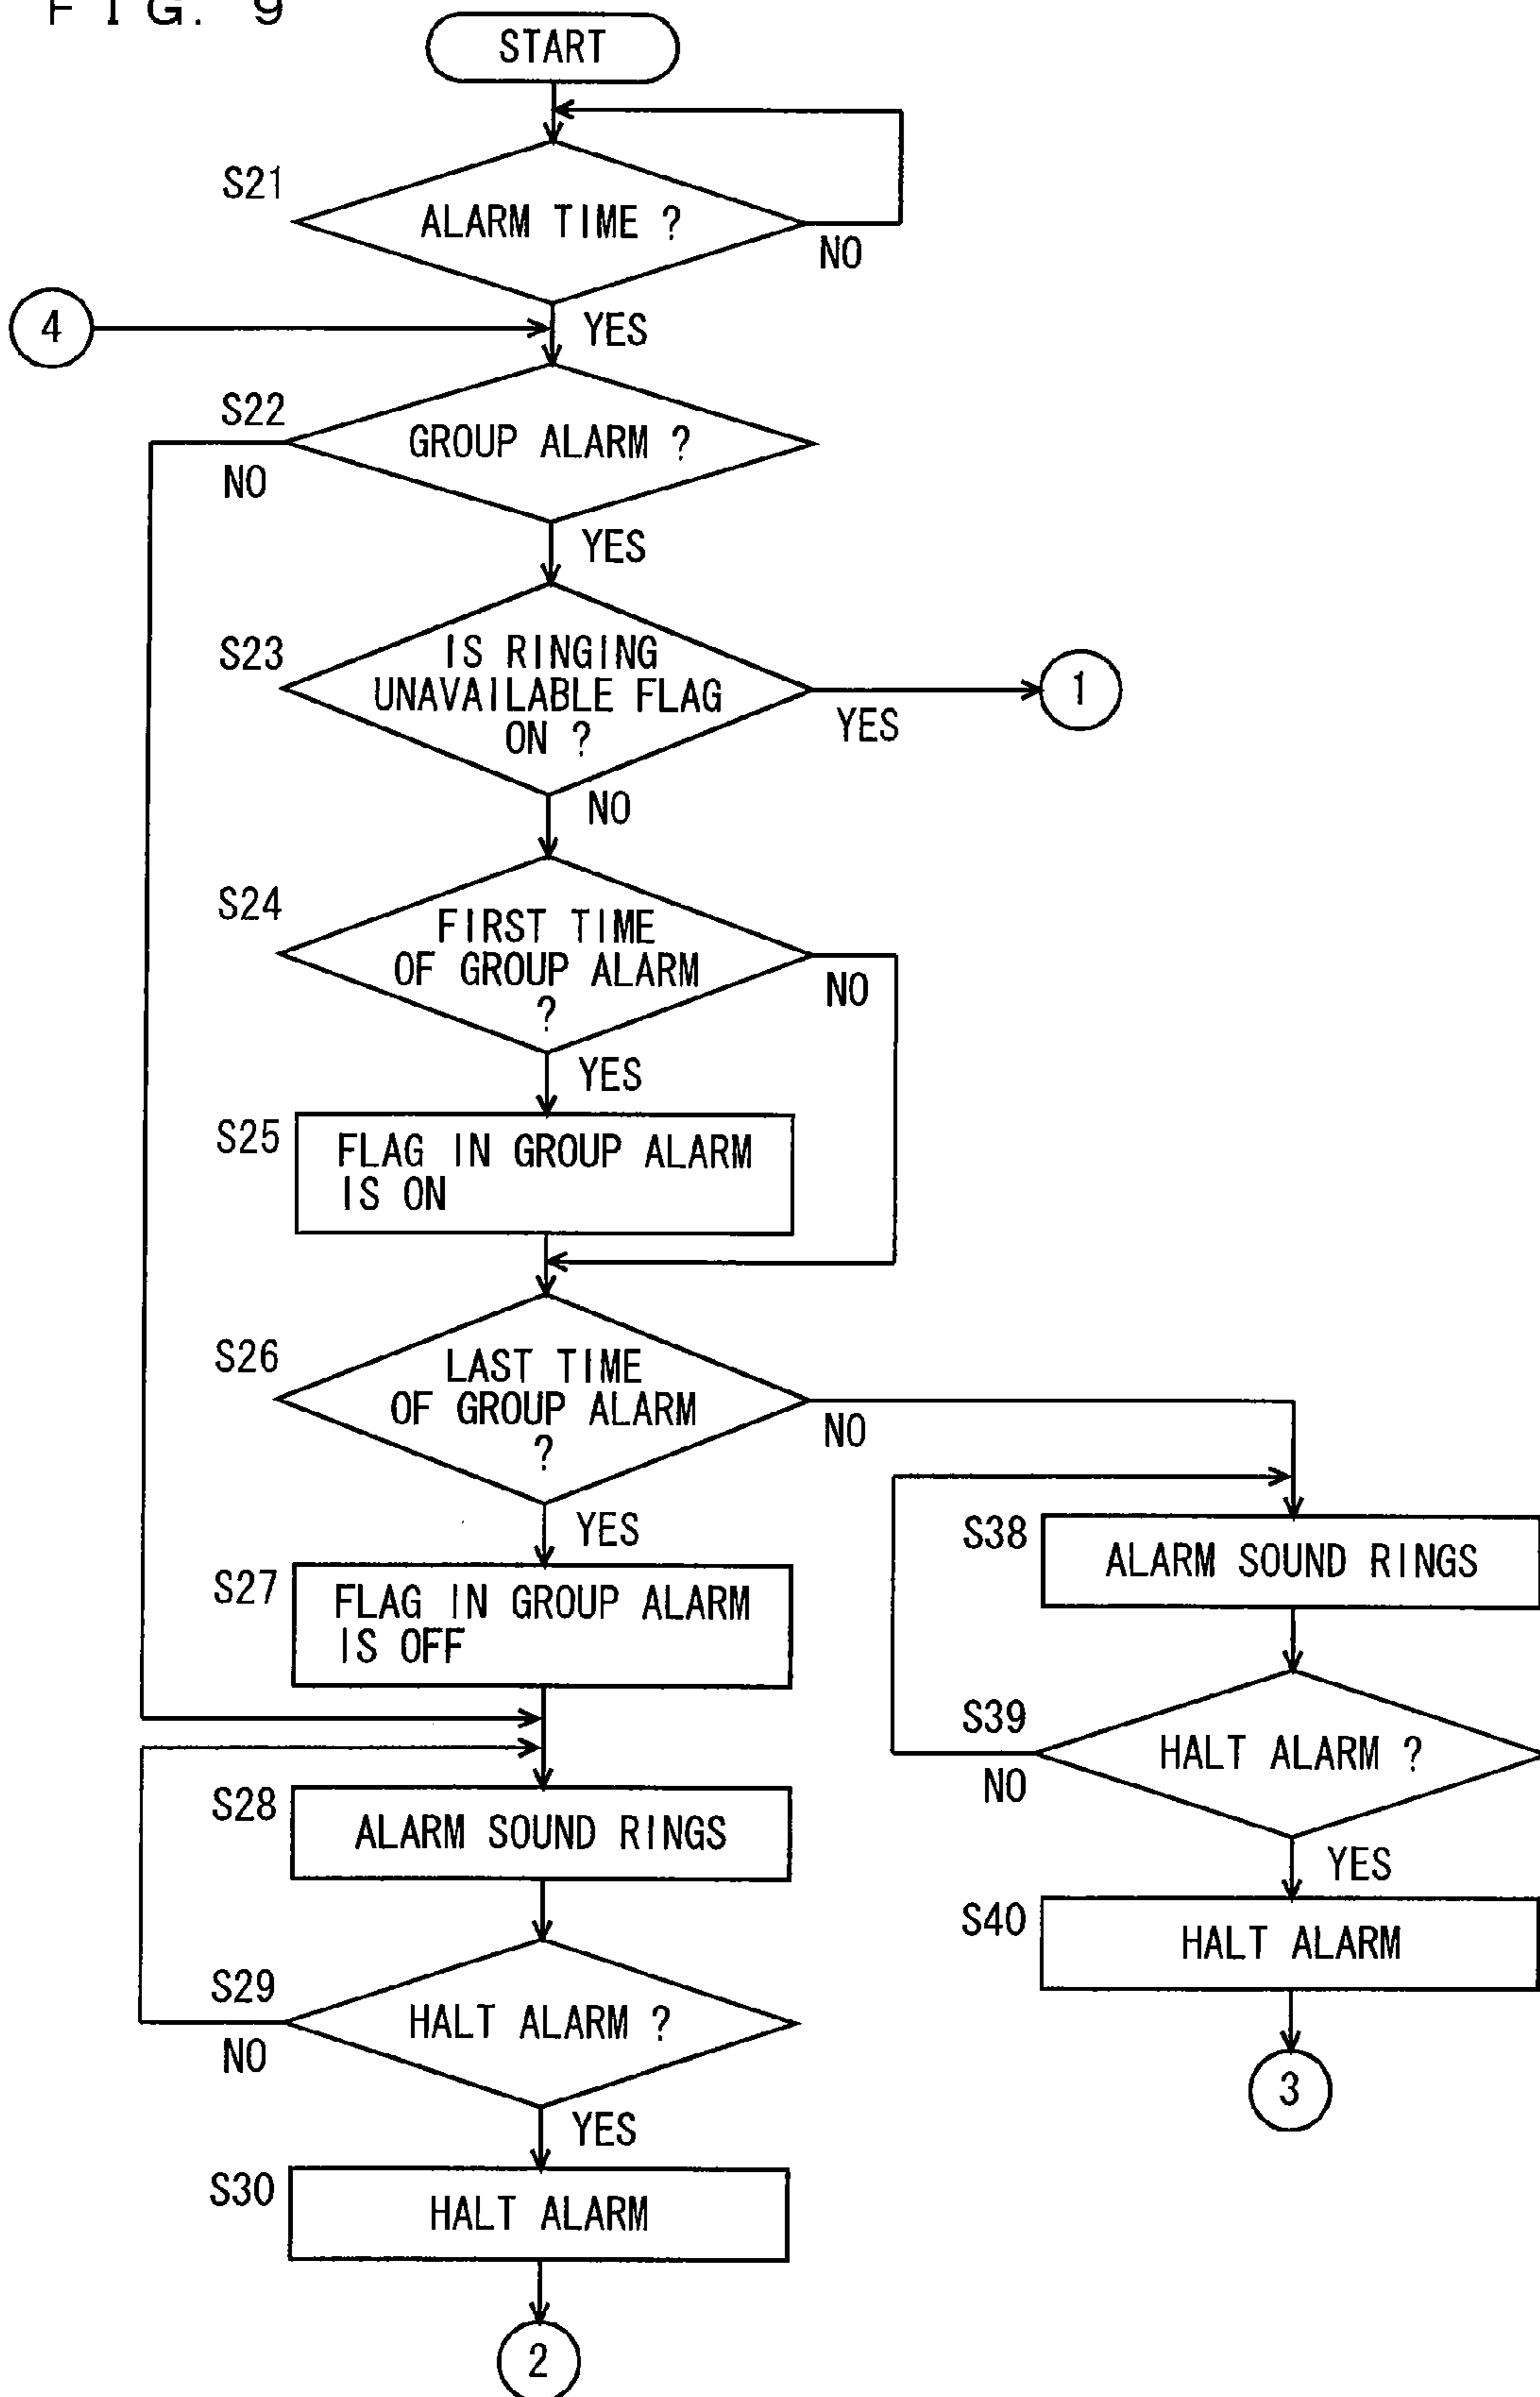 FIG. 9
START
S21
ALARM TIME ?
NO
4
YES
S22
GROUP ALARM ?
NO
YES
S23
IS RINGING
UNAVAILABLE FLAG
ON ?
1
YES
NO
S24
FIRST TIME
OF GROUP ALARM
?
NO
YES
S25
FLAG IN GROUP ALARM
IS ON
S26
LAST TIME
OF GROUP ALARM
?
NO
YES
S27
FLAG IN GROUP ALARM
IS OFF
S38
ALARM SOUND RINGS
S39
HALT ALARM ?
NO
YES
S40
HALT ALARM
3
S28
ALARM SOUND RINGS
S29
HALT ALARM ?
NO
YES
S30
HALT ALARM
2